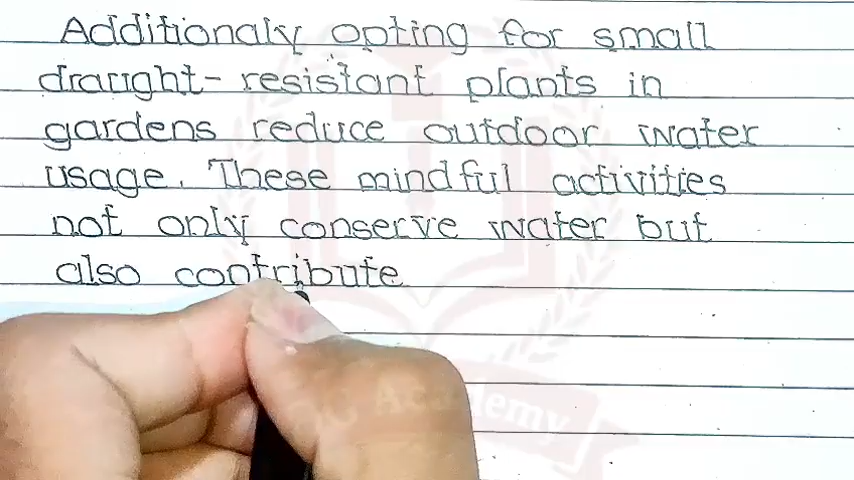 Additionaly opting for small
draught-resistant plants in
gardens reduce outdoor water
usage. These mindful activities
not only conserve water but
also contribute
Academy